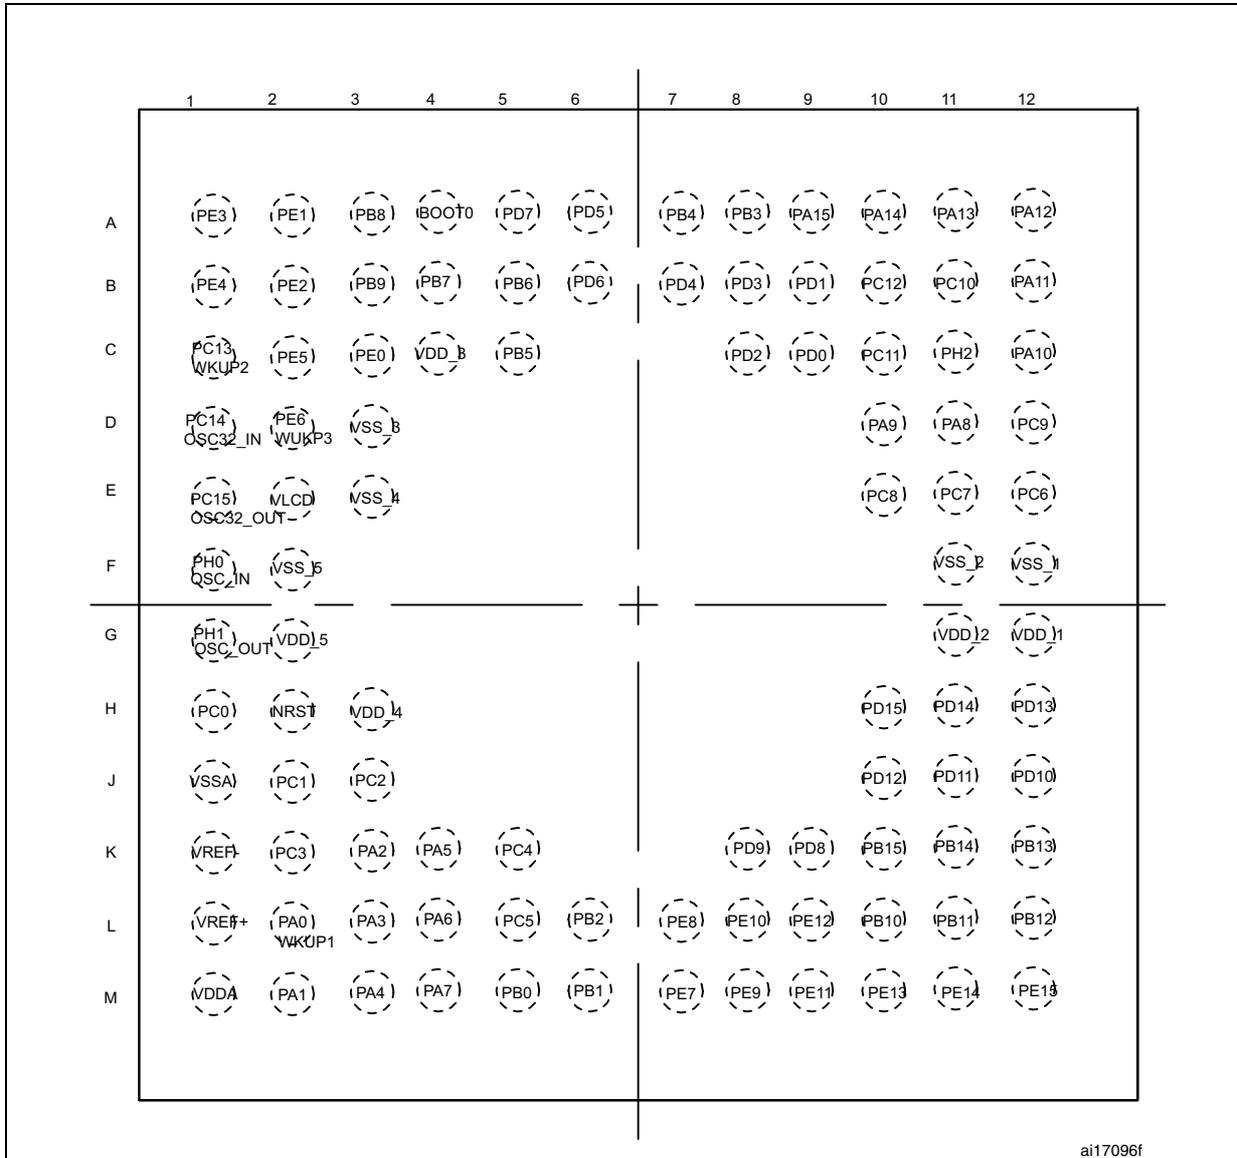 1 2 3 4 5 6 7 8 9 10 11 12
A PE3 PE1 PB8 BOOT0 PD7 PD5 PB4 PB3 PA15 PA14 PA13 PA12
B PE4 PE2 PB9 PB7 PB6 PD6 PD4 PD3 PD1 PC12 PC10 PA11
C PC13 PE5 PE0 VDD_3 PB5 PD2 PD0 PC11 PH2 PA10
WKUP2
D PC14 PE6 VSS_3 PA9 PA8 PC9
OSC32_IN WUKP3
E PC15 VLCD VSS_4 PC8 PC7 PC6
OSC32_OUT
F PH0 VSS_5 VSS_2 VSS_1
OSC_IN
G PH1 VDD_5 VDD_2 VDD_1
OSC_OUT
H PC0 NRST VDD_4 PD15 PD14 PD13
J VSSA PC1 PC2 PD12 PD11 PD10
K VREF- PC3 PA2 PA5 PC4 PD9 PD8 PB15 PB14 PB13
L VREF+ PA0 PA3 PA6 PC5 PB2 PE8 PE10 PE12 PB10 PB11 PB12
WKUP1
M VDDA PA1 PA4 PA7 PB0 PB1 PE7 PE9 PE11 PE13 PE14 PE15
ai17096f